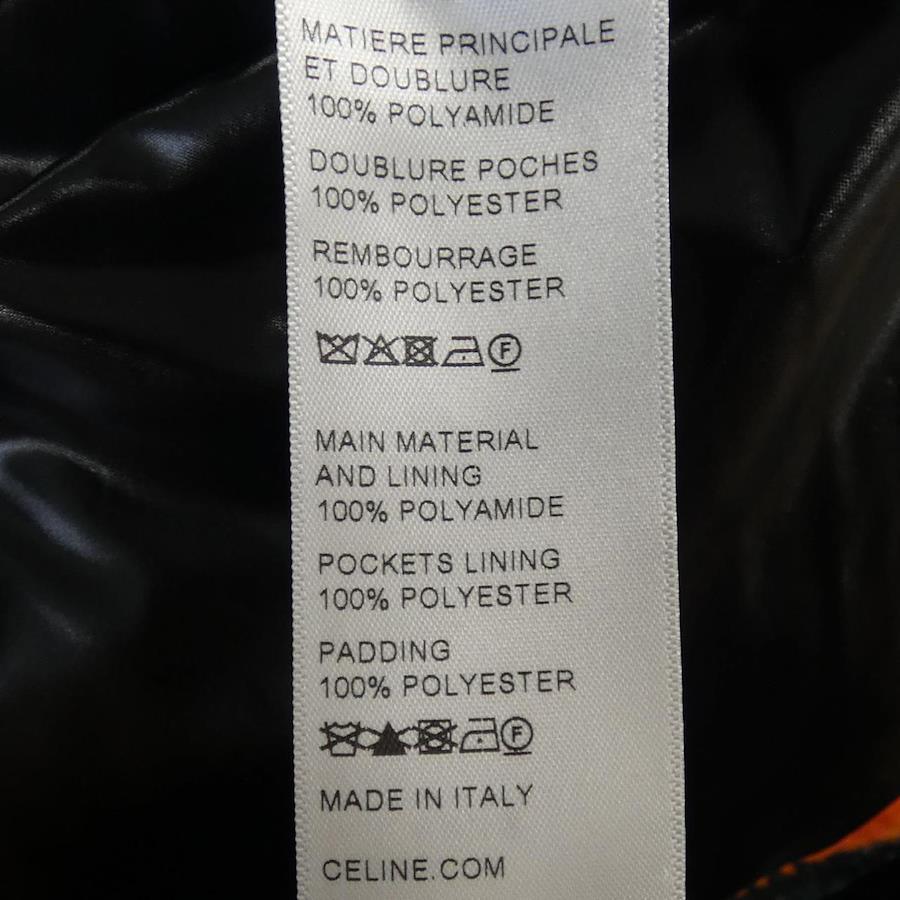 MATIERE PRINCIPALE
ET DOUBLURE
100% POLYAMIDE
DOUBLURE POCHES
100% POLYESTER
REMBOURRAGE
100% POLYESTER
F
MAIN MATERIAL
AND LINING
100% POLYAMIDE
POCKETS LINING
100% POLYESTER
PADDING
100% POLYESTER
F
MADE IN ITALY
CELINE.COM